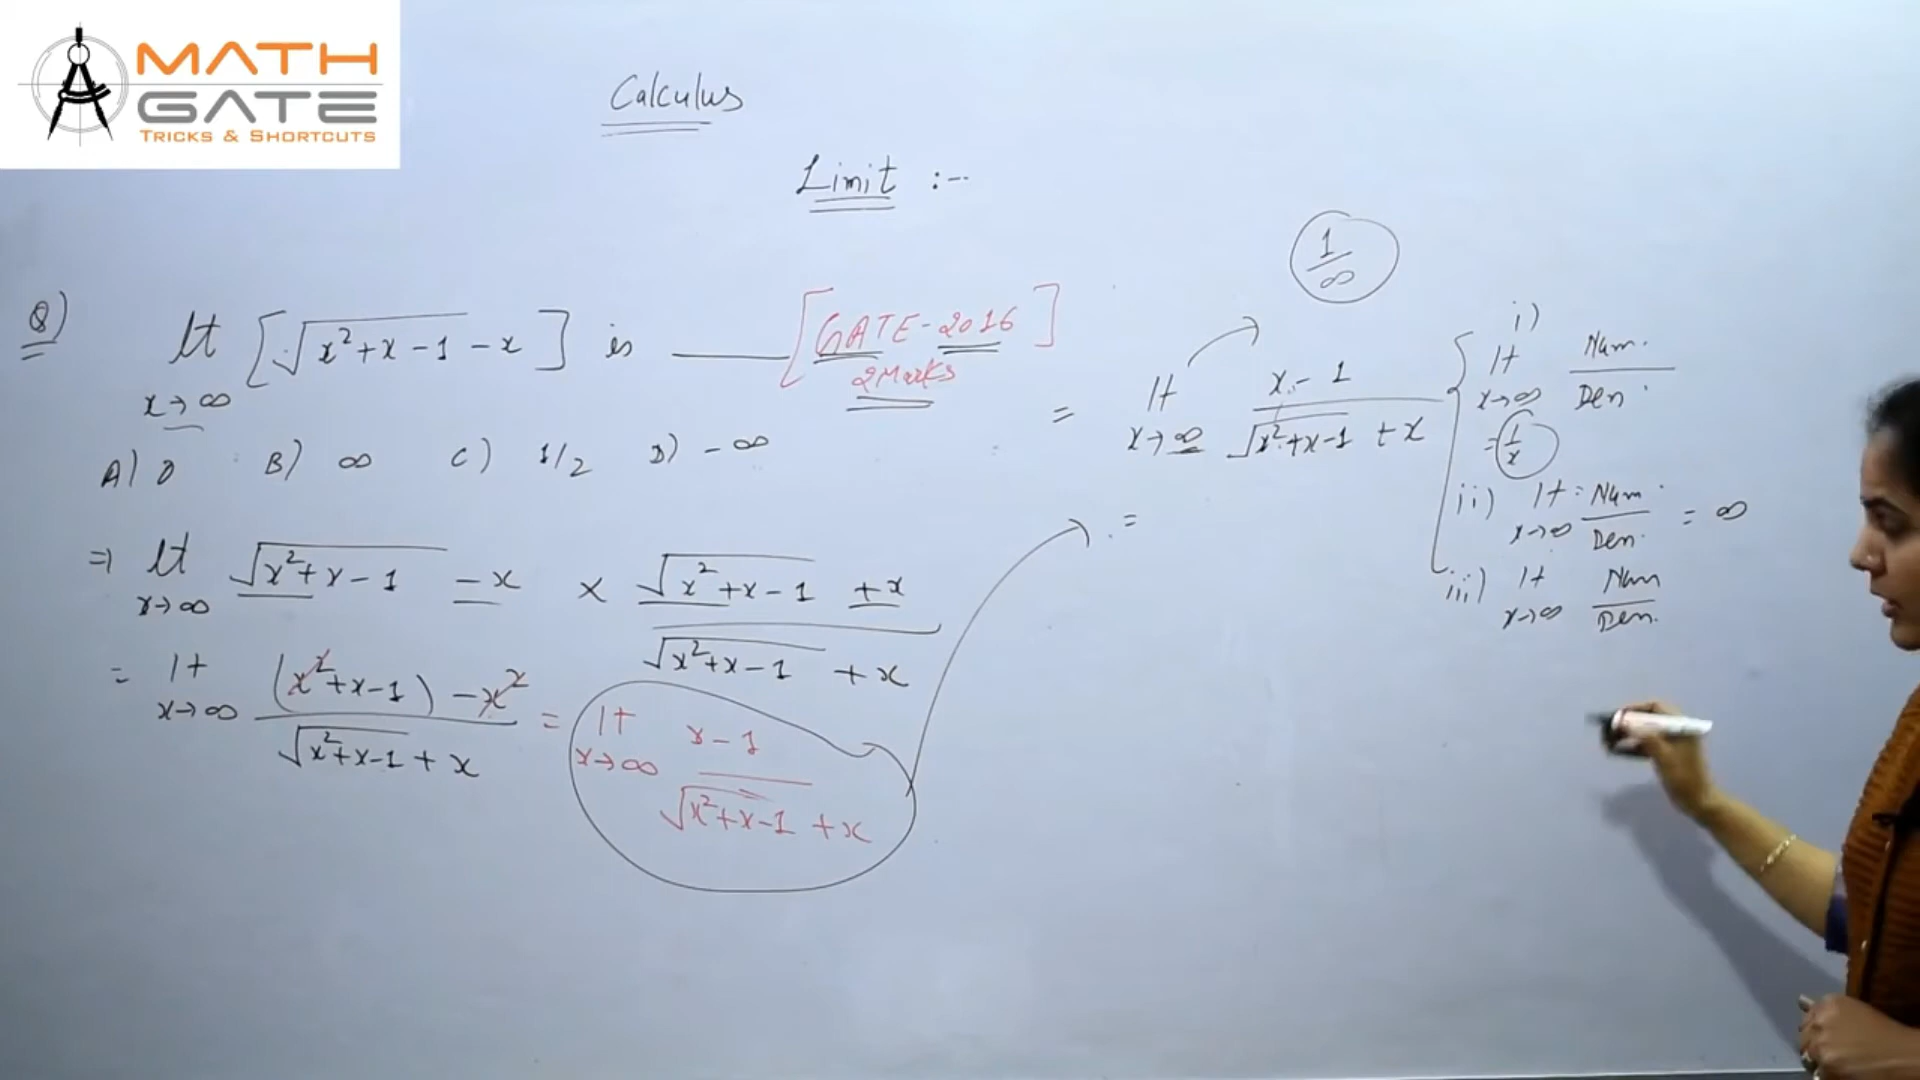 MATH
GATE
TRICKS & SHORTCUTS
Calculus
Limit :--
Q) lt x→∞ [√(x²+x-1) - x] is ____ [GATE-2016]
2 Marks
A) 0 B) ∞ C) 1/2 D) -∞
⇒ lt x→∞ √(x²+x-1) - x × (√(x²+x-1) + x) / (√(x²+x-1) + x)
= lt x→∞ ((x²+x-1) - x²) / (√(x²+x-1) + x) = lt x→∞ (x-1) / (√(x²+x-1) + x)
1/∞
= lt x→∞ (x-1) / (√(x²+x-1) + x)
=
i) lt x→∞ Num. / Den.
= 1/x
ii) lt x→∞ Num. / Den. = ∞
iii) lt x→∞ Num / Den.